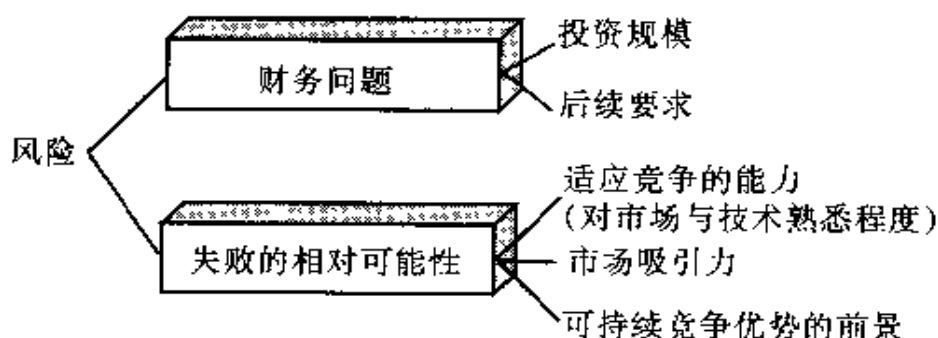 投资规模
财务问题
后续要求
风险
适应竞争的能力
(对市场与技术熟悉程度)
失败的相对可能性
市场吸引力
可持续竞争优势的前景